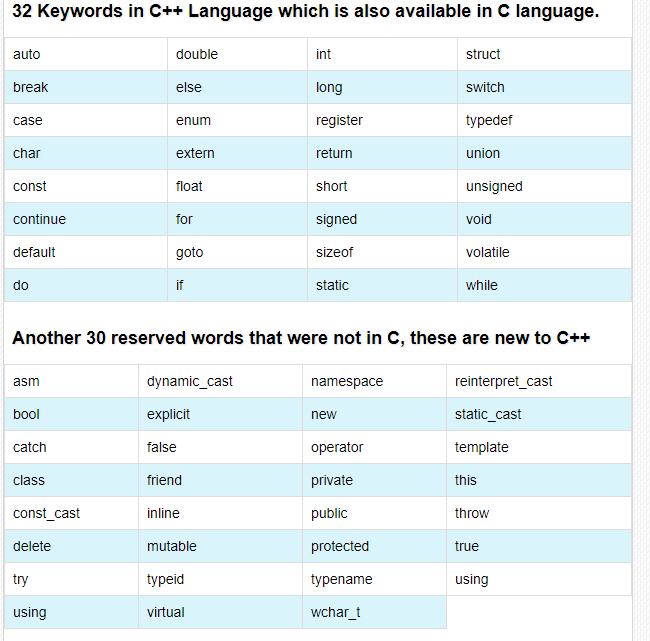 32 Keywords in C++ Language which is also available in C language.
auto double int struct
break else long switch
case enum register typedef
char extern return union
const float short unsigned
continue for signed void
default goto sizeof volatile
do if static while
Another 30 reserved words that were not in C, these are new to C++
asm dynamic_cast namespace reinterpret_cast
bool explicit new static_cast
catch false operator template
class friend private this
const_cast inline public throw
delete mutable protected true
try typeid typename using
using virtual wchar_t